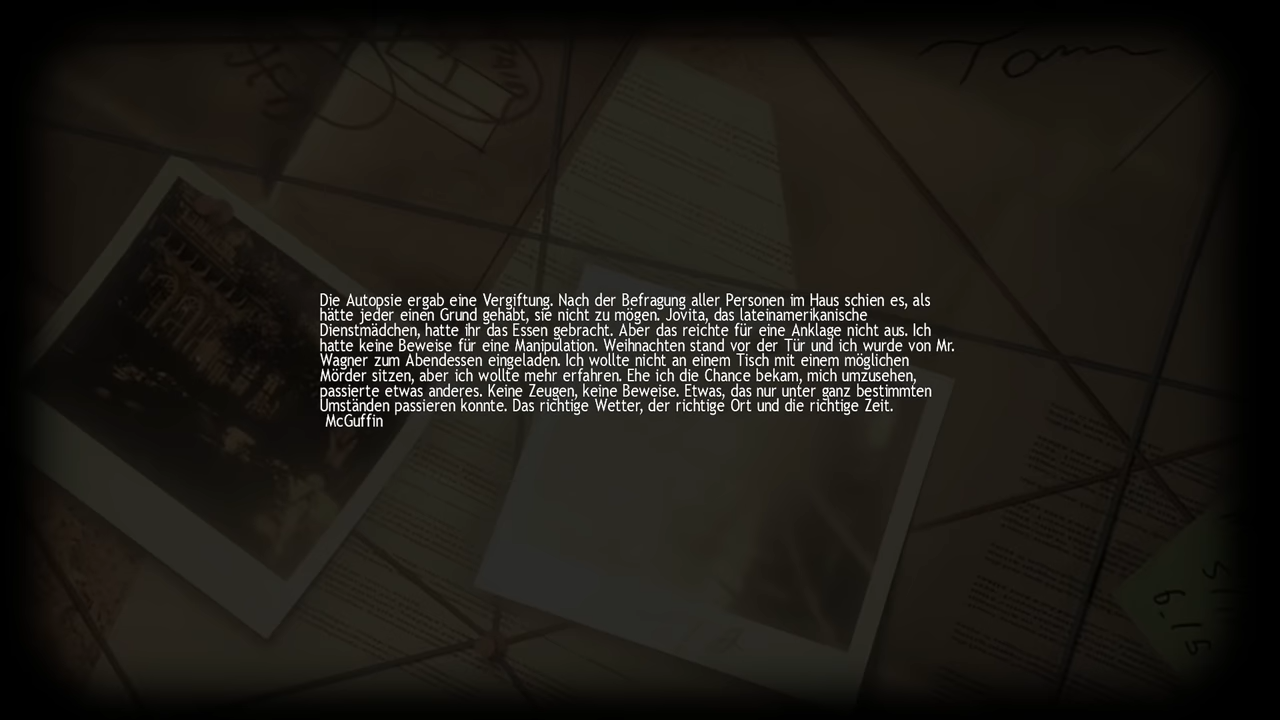 Tom
Die Autopsie ergab eine Vergiftung. Nach der Befragung aller Personen im Haus schien es, als
hätte jeder einen Grund gehabt, sie nicht zu mögen. Jovita, das lateinamerikanische
Dienstmädchen, hatte ihr das Essen gebracht. Aber das reichte für eine Anklage nicht aus. Ich
hatte keine Beweise für eine Manipulation. Weihnachten stand vor der Tür und ich wurde von Mr.
Wagner zum Abendessen eingeladen. Ich wollte nicht an einem Tisch mit einem möglichen
Mörder sitzen, aber ich wollte mehr erfahren. Ehe ich die Chance bekam, mich umzusehen,
passierte etwas anderes. Keine Zeugen, keine Beweise. Etwas, das nur unter ganz bestimmten
Umständen passieren konnte. Das richtige Wetter, der richtige Ort und die richtige Zeit.
McGuffin